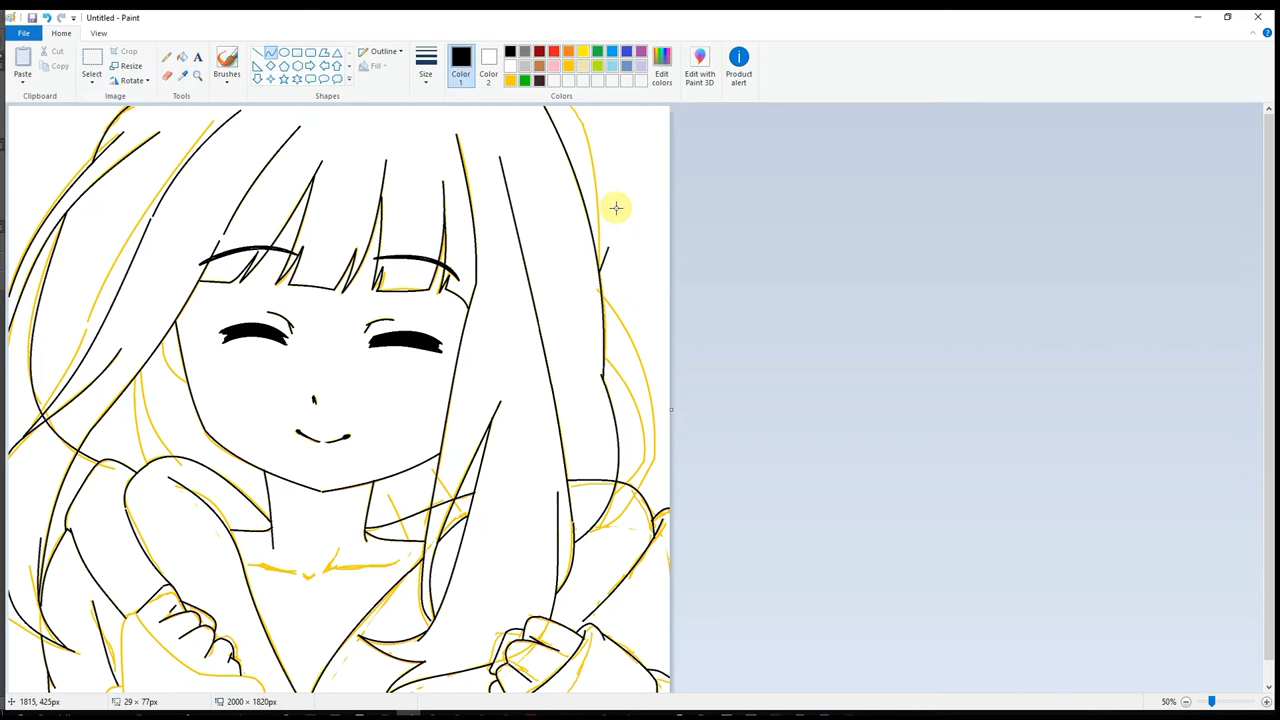 Untitled - Paint
File
Home
View
Paste
Cut
Copy
Clipboard
Select
Crop
Resize
Rotate
Image
Tools
Brushes
Outline
Fill
Shapes
Size
Color 1
Color 2
Edit colors
Colors
Edit with Paint 3D
Product alert
1815, 425px
29 × 77px
2000 × 1820px
50%